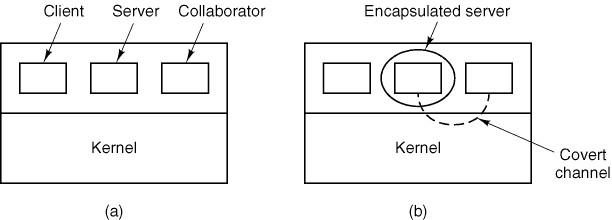 Client
Server
Collaborator
Encapsulated server
Kernel
Kernel
Covert
channel
(a)
(b)